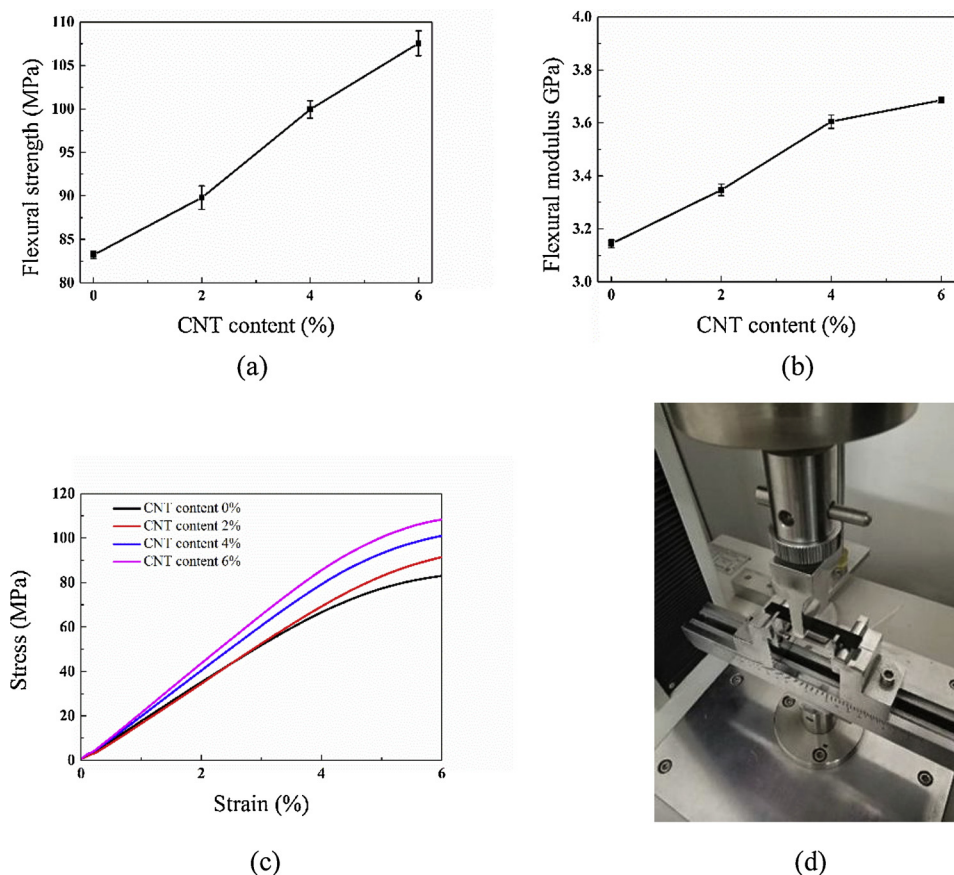 110
105
100
95
90
85
80
0
2
4
6
Flexural strength (MPa)
CNT content (%)
(a)
4.0
3.8
3.6
3.4
3.2
3.0
0
2
4
6
Flexural modulus GPa
CNT content (%)
(b)
120
100
80
60
40
20
0
0
2
4
6
CNT content 0%
CNT content 2%
CNT content 4%
CNT content 6%
Stress (MPa)
Strain (%)
(c)
(d)